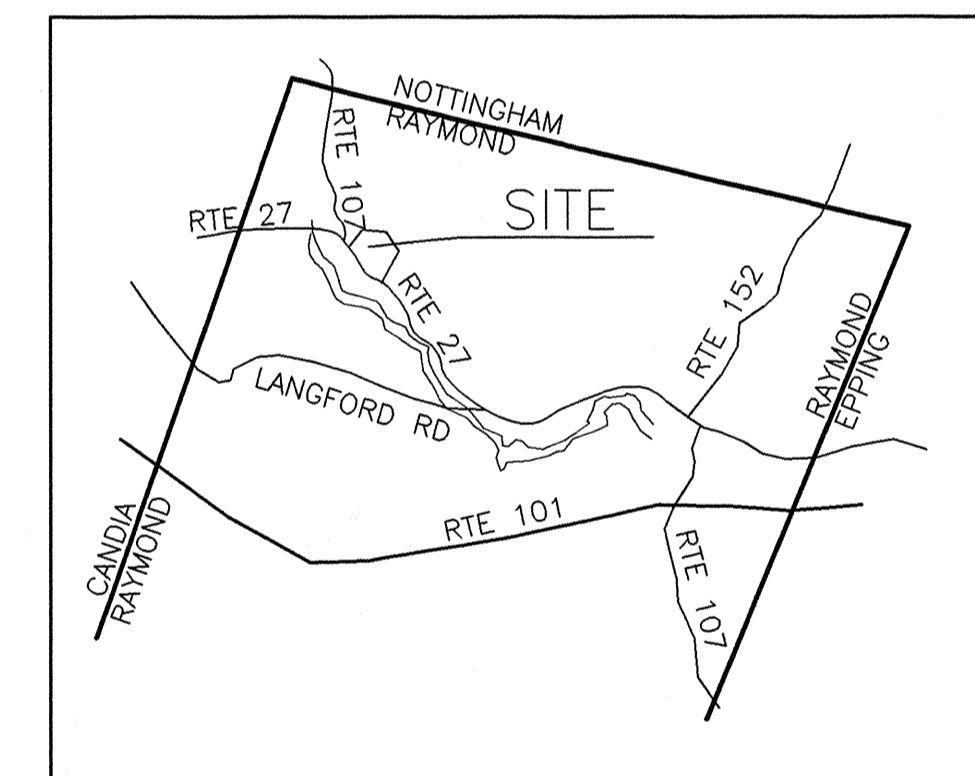 NOTTINGHAM
RAYMOND
RTE 107
SITE
RTE 27
RTE 27
RTE 152
RAYMOND
EPPING
LANGFORD RD
RTE 101
CANDIA
RAYMOND
RTE 107